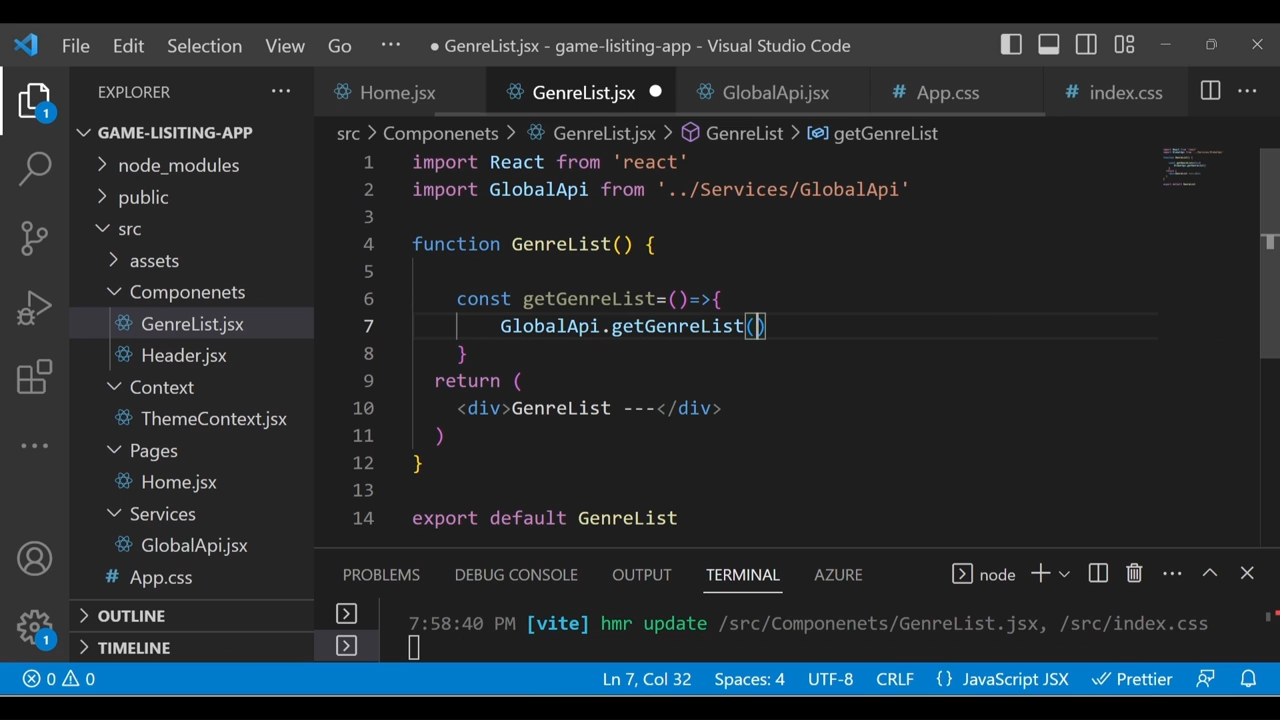 File Edit Selection View Go ··· ● GenreList.jsx - game-lisiting-app - Visual Studio Code
EXPLORER ···
1
GAME-LISITING-APP
node_modules
public
src
assets
Componenets
GenreList.jsx
Header.jsx
Context
ThemeContext.jsx
Pages
Home.jsx
Services
GlobalApi.jsx
# App.css
OUTLINE
TIMELINE
1
Home.jsx GenreList.jsx ● GlobalApi.jsx # App.css # index.css ···
src > Componenets > GenreList.jsx > GenreList > getGenreList
1 import React from 'react'
2 import GlobalApi from '../Services/GlobalApi'
3
4 function GenreList() {
5
6 const getGenreList=()=>{
7 GlobalApi.getGenreList()
8 }
9 return (
10 <div>GenreList ---</div>
11 )
12 }
13
14 export default GenreList
PROBLEMS DEBUG CONSOLE OUTPUT TERMINAL AZURE node
7:58:40 PM [vite] hmr update /src/Componenets/GenreList.jsx, /src/index.css
0 0 Ln 7, Col 32 Spaces: 4 UTF-8 CRLF {} JavaScript JSX Prettier